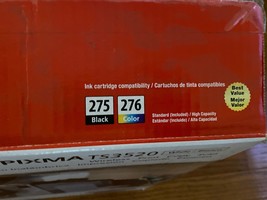 Ink cartridge compatibility / Cartuchos de tinta compatibles
275
Black
276
Color
Standard (included) / High Capacity
Estándar (incluido) / Alta Capacidad
Best
Value
Mejor
Valor
PIXMA TS3520